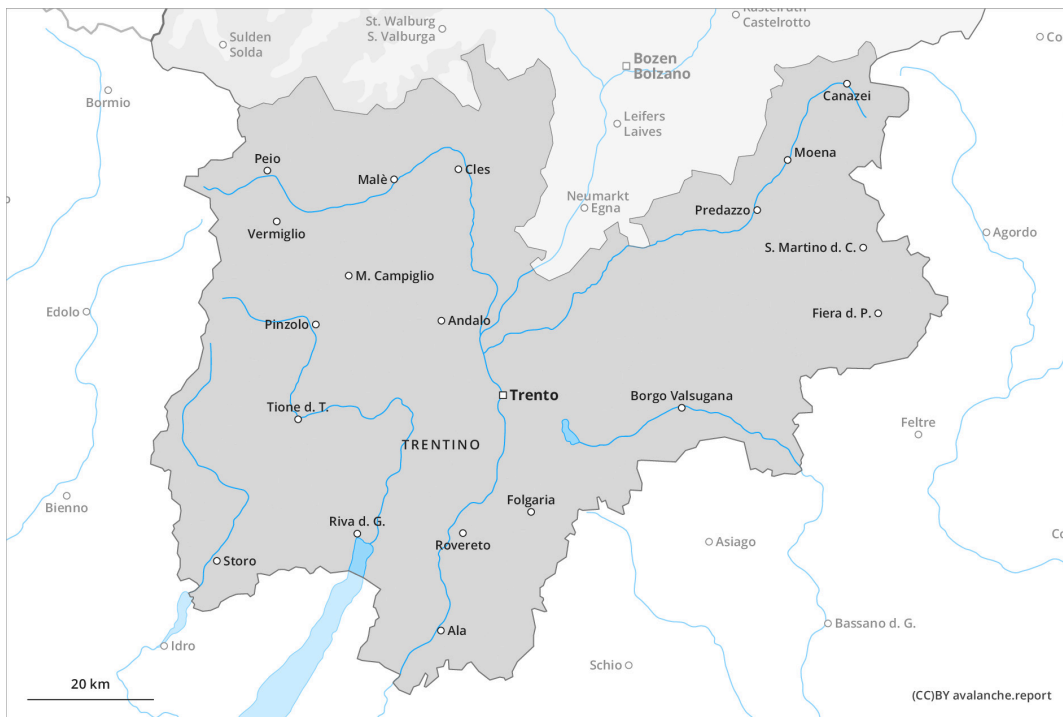 Kastelruth
Castelrotto
St. Walburg
S. Valburga
Sulden
Solda
Co
Bozen
Bolzano
Bormio
Canazei
Leifers
Laives
Moena
Peio
Malè
Cles
Neumarkt
Egna
Predazzo
Vermiglio
Agordo
S. Martino d. C.
M. Campiglio
Edolo
Pinzolo
Andalo
Fiera d. P.
Trento
Borgo Valsugana
Tione d. T.
Feltre
TRENTINO
Bienno
Folgaria
Riva d. G.
Rovereto
Asiago
Co
Storo
Ala
Bassano d. G.
Idro
Schio
20 km
(CC)BY avalanche.report